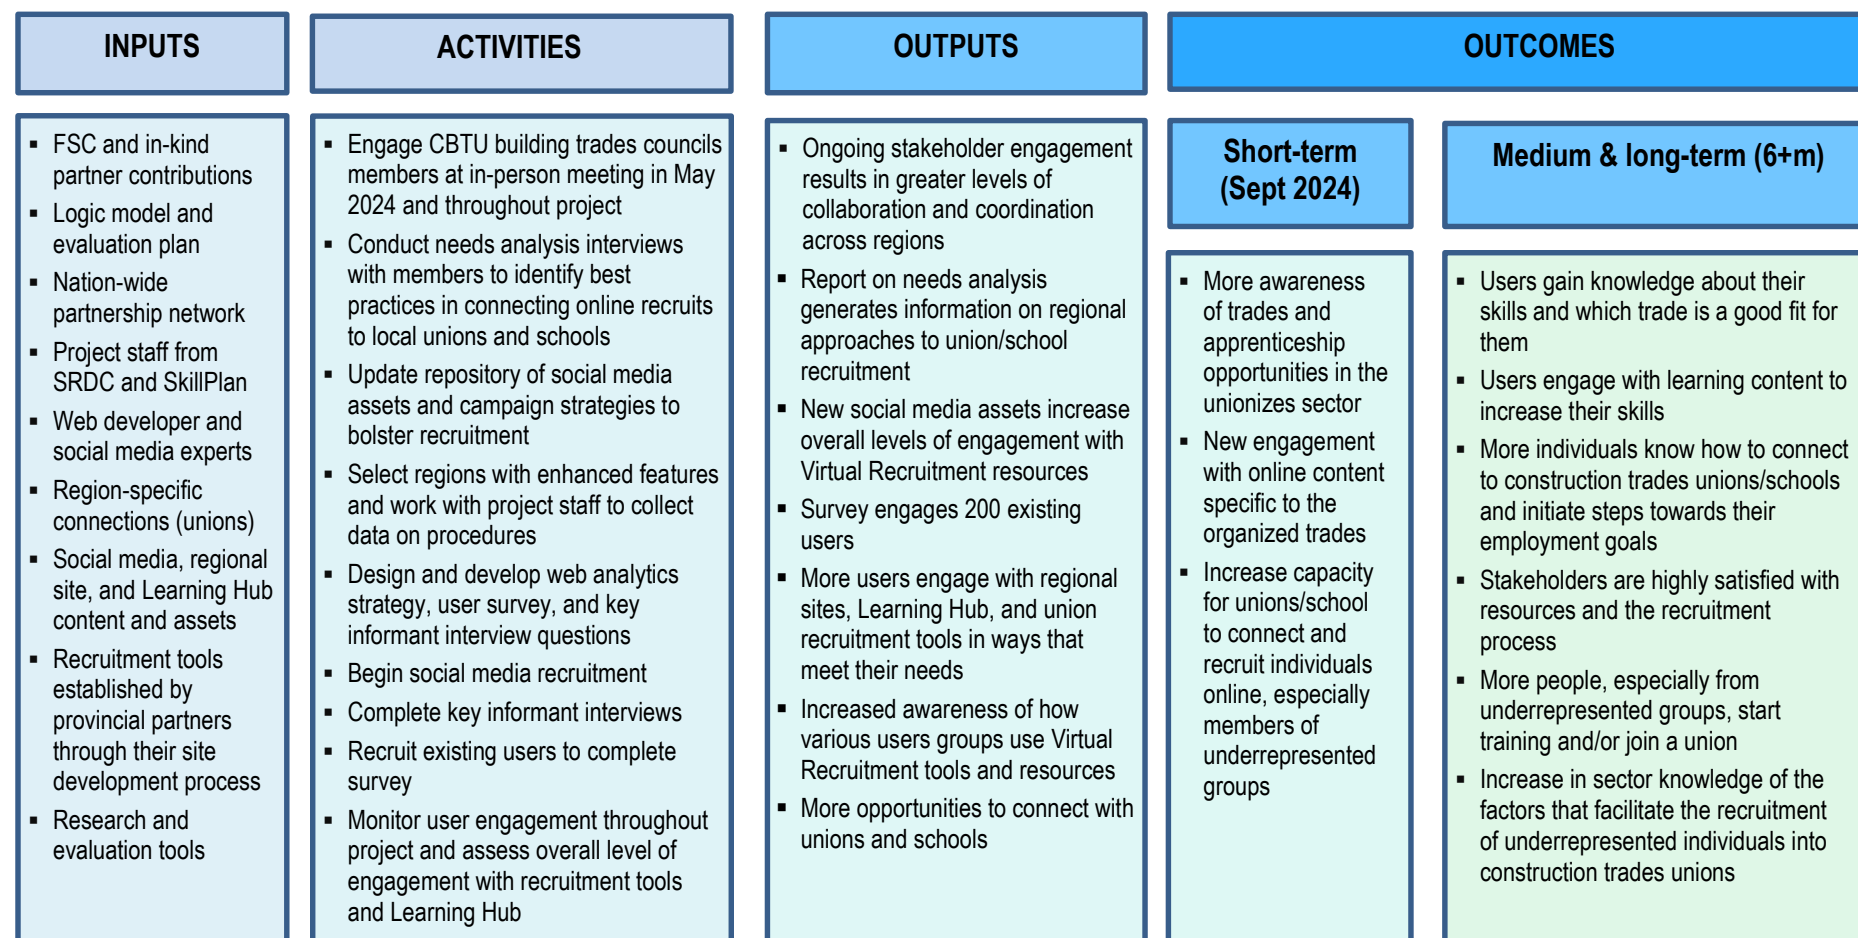 INPUTS
ACTIVITIES
OUTPUTS
OUTCOMES
▪ FSC and in-kind
partner contributions
▪ Logic model and
evaluation plan
▪ Nation-wide
partnership network
▪ Project staff from
SRDC and SkillPlan
▪ Web developer and
social media experts
▪ Region-specific
connections (unions)
▪ Social media, regional
site, and Learning Hub
content and assets
▪ Recruitment tools
established by
provincial partners
through their site
development process
▪ Research and
evaluation tools
▪ Engage CBTU building trades councils
members at in-person meeting in May
2024 and throughout project
▪ Conduct needs analysis interviews
with members to identify best
practices in connecting online recruits
to local unions and schools
▪ Update repository of social media
assets and campaign strategies to
bolster recruitment
▪ Select regions with enhanced features
and work with project staff to collect
data on procedures
▪ Design and develop web analytics
strategy, user survey, and key
informant interview questions
▪ Begin social media recruitment
▪ Complete key informant interviews
▪ Recruit existing users to complete
survey
▪ Monitor user engagement throughout
project and assess overall level of
engagement with recruitment tools
and Learning Hub
▪ Ongoing stakeholder engagement
results in greater levels of
collaboration and coordination
across regions
▪ Report on needs analysis
generates information on regional
approaches to union/school
recruitment
▪ New social media assets increase
overall levels of engagement with
Virtual Recruitment resources
▪ Survey engages 200 existing
users
▪ More users engage with regional
sites, Learning Hub, and union
recruitment tools in ways that
meet their needs
▪ Increased awareness of how
various users groups use Virtual
Recruitment tools and resources
▪ More opportunities to connect with
unions and schools
Short-term
(Sept 2024)
▪ More awareness
of trades and
apprenticeship
opportunities in the
unionizes sector
▪ New engagement
with online content
specific to the
organized trades
▪ Increase capacity
for unions/school
to connect and
recruit individuals
online, especially
members of
underrepresented
groups
Medium & long-term (6+m)
▪ Users gain knowledge about their
skills and which trade is a good fit for
them
▪ Users engage with learning content to
increase their skills
▪ More individuals know how to connect
to construction trades unions/schools
and initiate steps towards their
employment goals
▪ Stakeholders are highly satisfied with
resources and the recruitment
process
▪ More people, especially from
underrepresented groups, start
training and/or join a union
▪ Increase in sector knowledge of the
factors that facilitate the recruitment
of underrepresented individuals into
construction trades unions